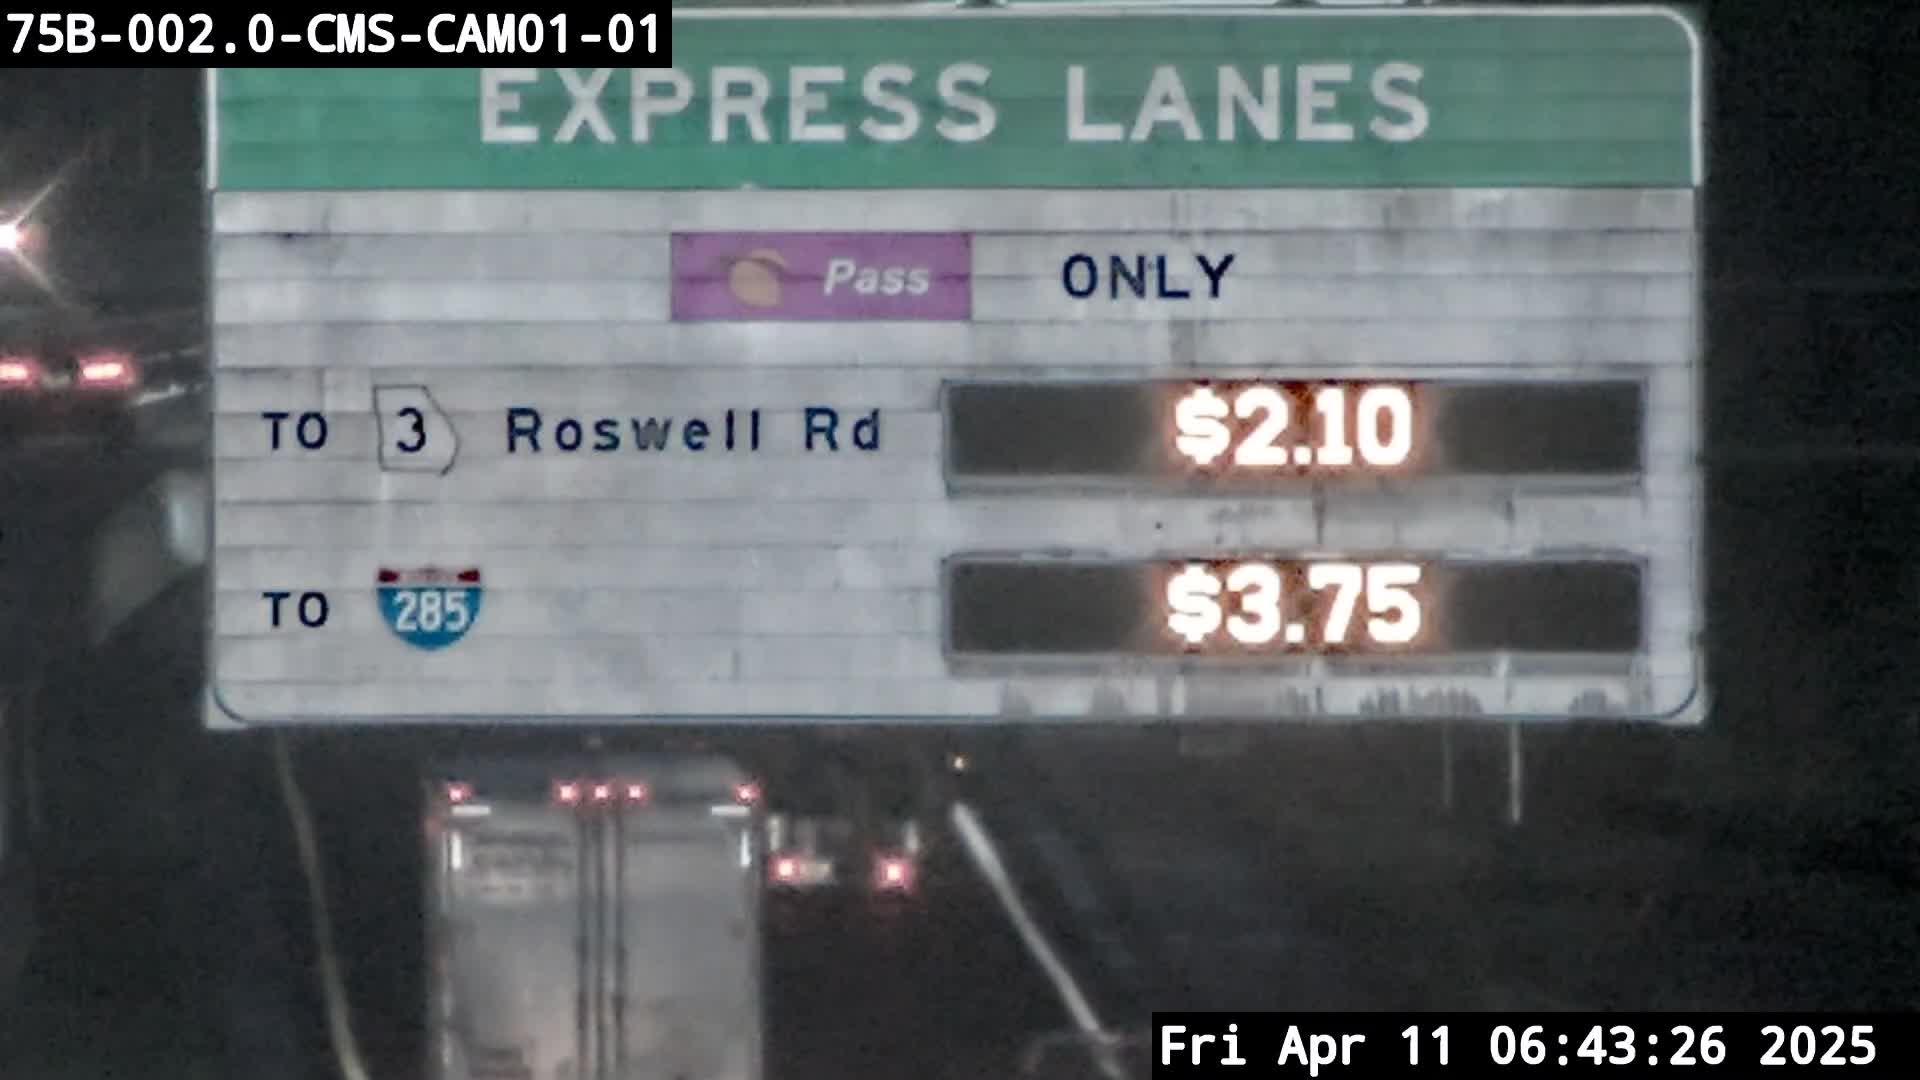 75B-002.0-CMS-CAM01-01
EXPRESS LANES
Pass ONLY
TO 3 Roswell Rd $2.10
TO 285 $3.75
Fri Apr 11 06:43:26 2025